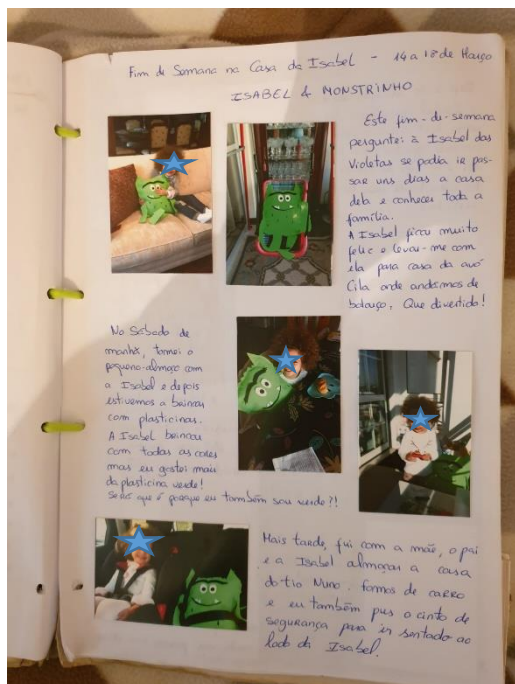 Fim de Semana na Casa da Isabel - 14 a 18 de Março
ISABEL & MONSTRINHO
Este fim-de-semana
perguntei à Isabel das
Violetas se podia ir pas-
sar uns dias a casa
dela e conhecer toda a
família.
A Isabel ficou muito
feliz e levou-me com
ela para casa da avó
Cila onde andámos de
baloiço. Que divertido!
No Sábado de
manhã, tomei o
pequeno-almoço com
a Isabel e depois
estivemos a brincar
com plasticinas.
A Isabel brincou
com todas as cores
mas eu gostei mais
da plasticina verde!
Será que é porque eu também sou verde?!
Mais tarde, fui com a mãe, o pai
e a Isabel almoçar a casa
do tio Nuno. Fomos de carro
e eu também pus o cinto de
segurança para ir sentado ao
lado da Isabel.